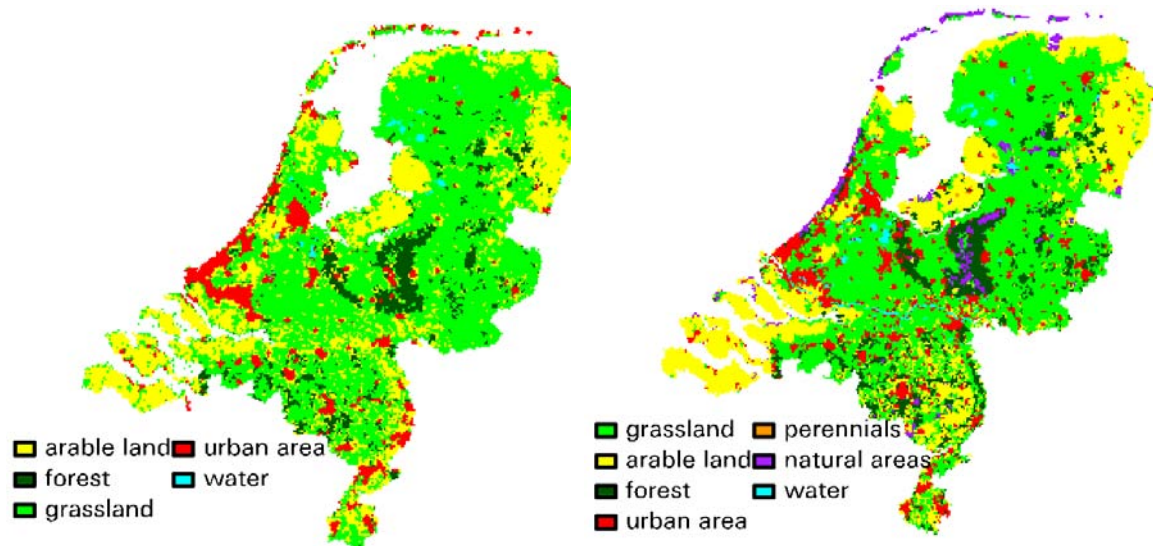 arable land urban area
forest water
grassland
grassland perennials
arable land natural areas
forest water
urban area